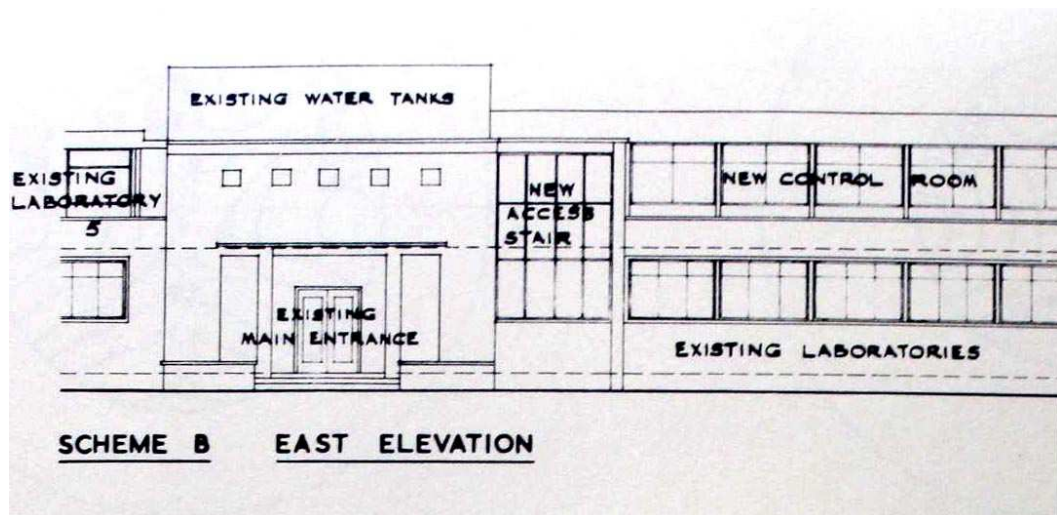 EXISTING WATER TANKS
EXISTING
LABORATORY
5
NEW
ACCESS
STAIR
NEW CONTROL ROOM
EXISTING
MAIN ENTRANCE
EXISTING LABORATORIES
SCHEME B EAST ELEVATION